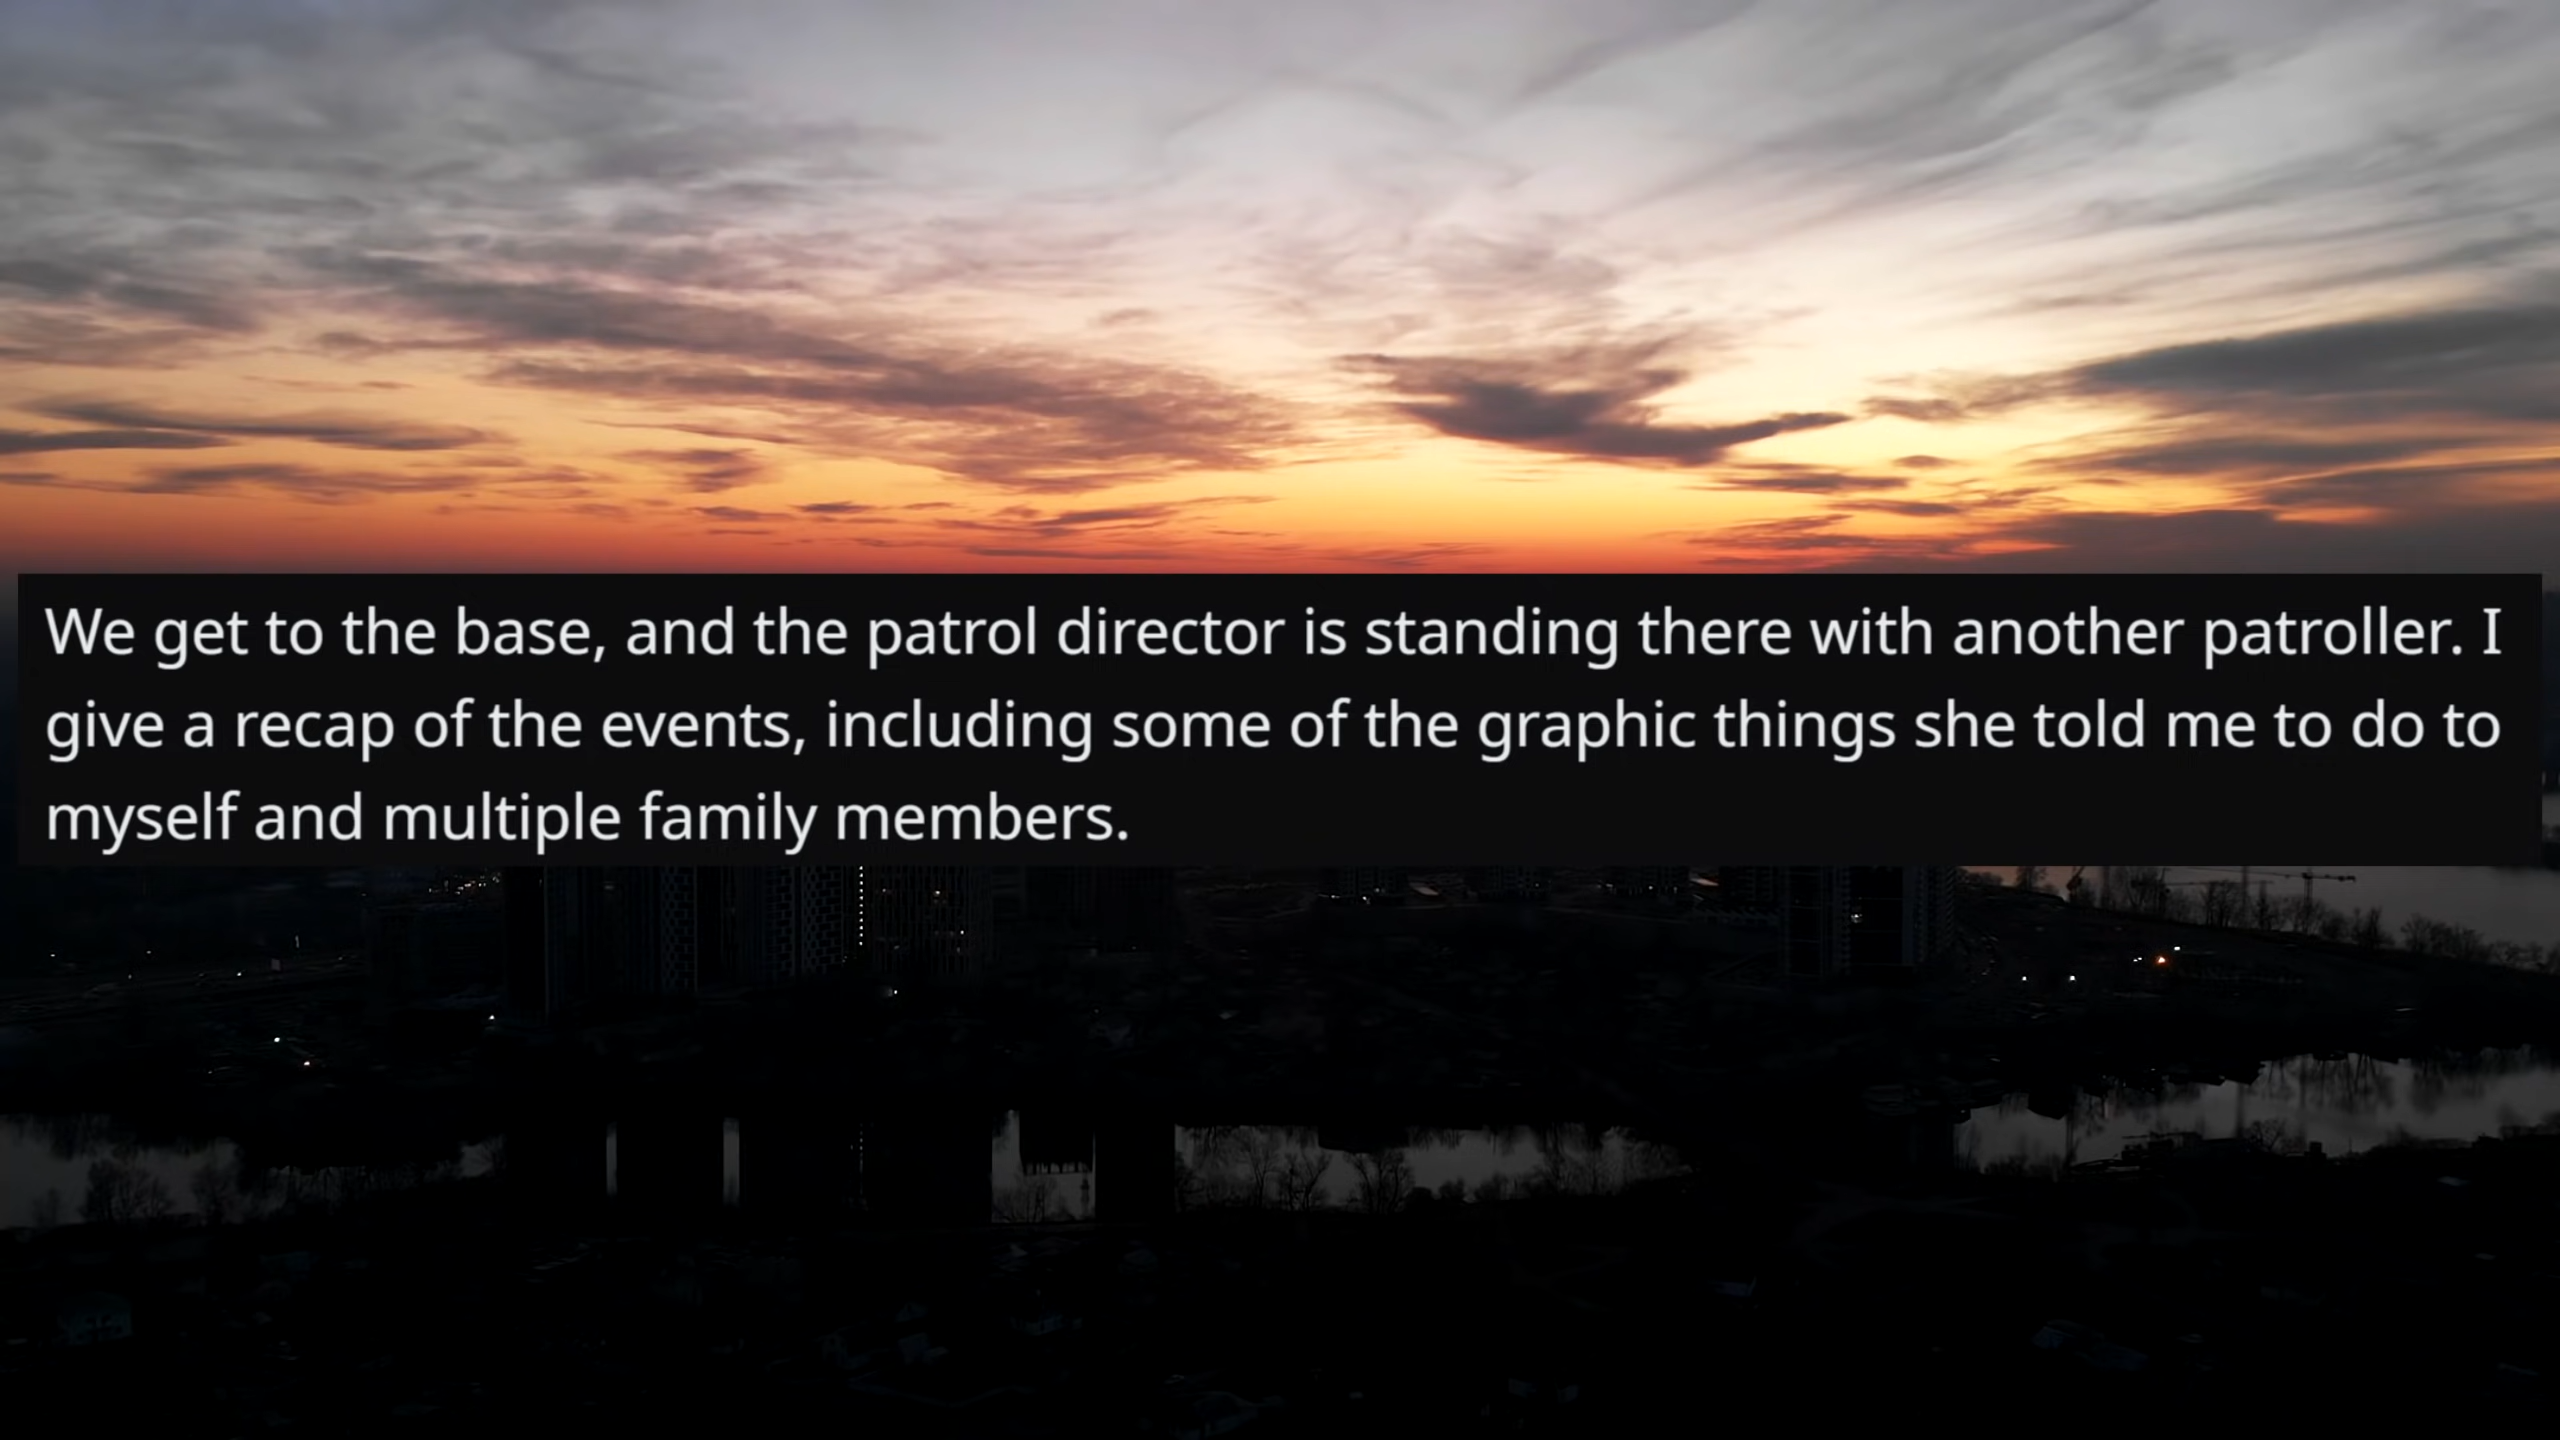 We get to the base, and the patrol director is standing there with another patroller. I
give a recap of the events, including some of the graphic things she told me to do to
myself and multiple family members.